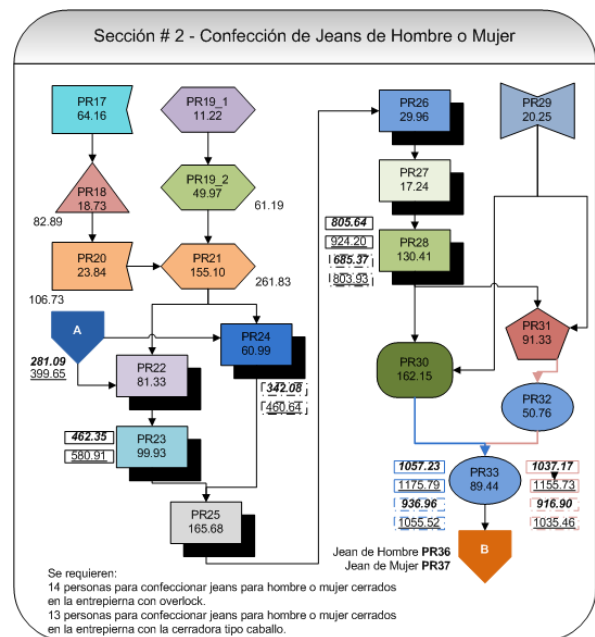 Sección # 2 - Confección de Jeans de Hombre o Mujer
PR17
64.16
PR19_1
11.22
PR26
29.96
PR29
20.25
PR18
18.73
82.89
PR19_2
49.97
61.19
PR27
17.24
805.64
924.20
685.37
803.93
PR28
130.41
PR20
23.84
106.73
PR21
155.10
261.83
A
281.09
399.65
PR24
60.99
342.08
460.64
PR22
81.33
PR31
91.33
PR30
162.15
PR32
50.76
462.35
580.91
PR23
99.93
PR25
165.68
1057.23
1175.79
936.96
1055.52
PR33
89.44
1037.17
1155.73
916.90
1035.46
Jean de Hombre PR36
Jean de Mujer PR37
B
Se requieren:
14 personas para confeccionar jeans para hombre o mujer cerrados
en la entrepierna con overlock.
13 personas para confeccionar jeans para hombre o mujer cerrados
en la entrepierna con la cerradora tipo caballo.